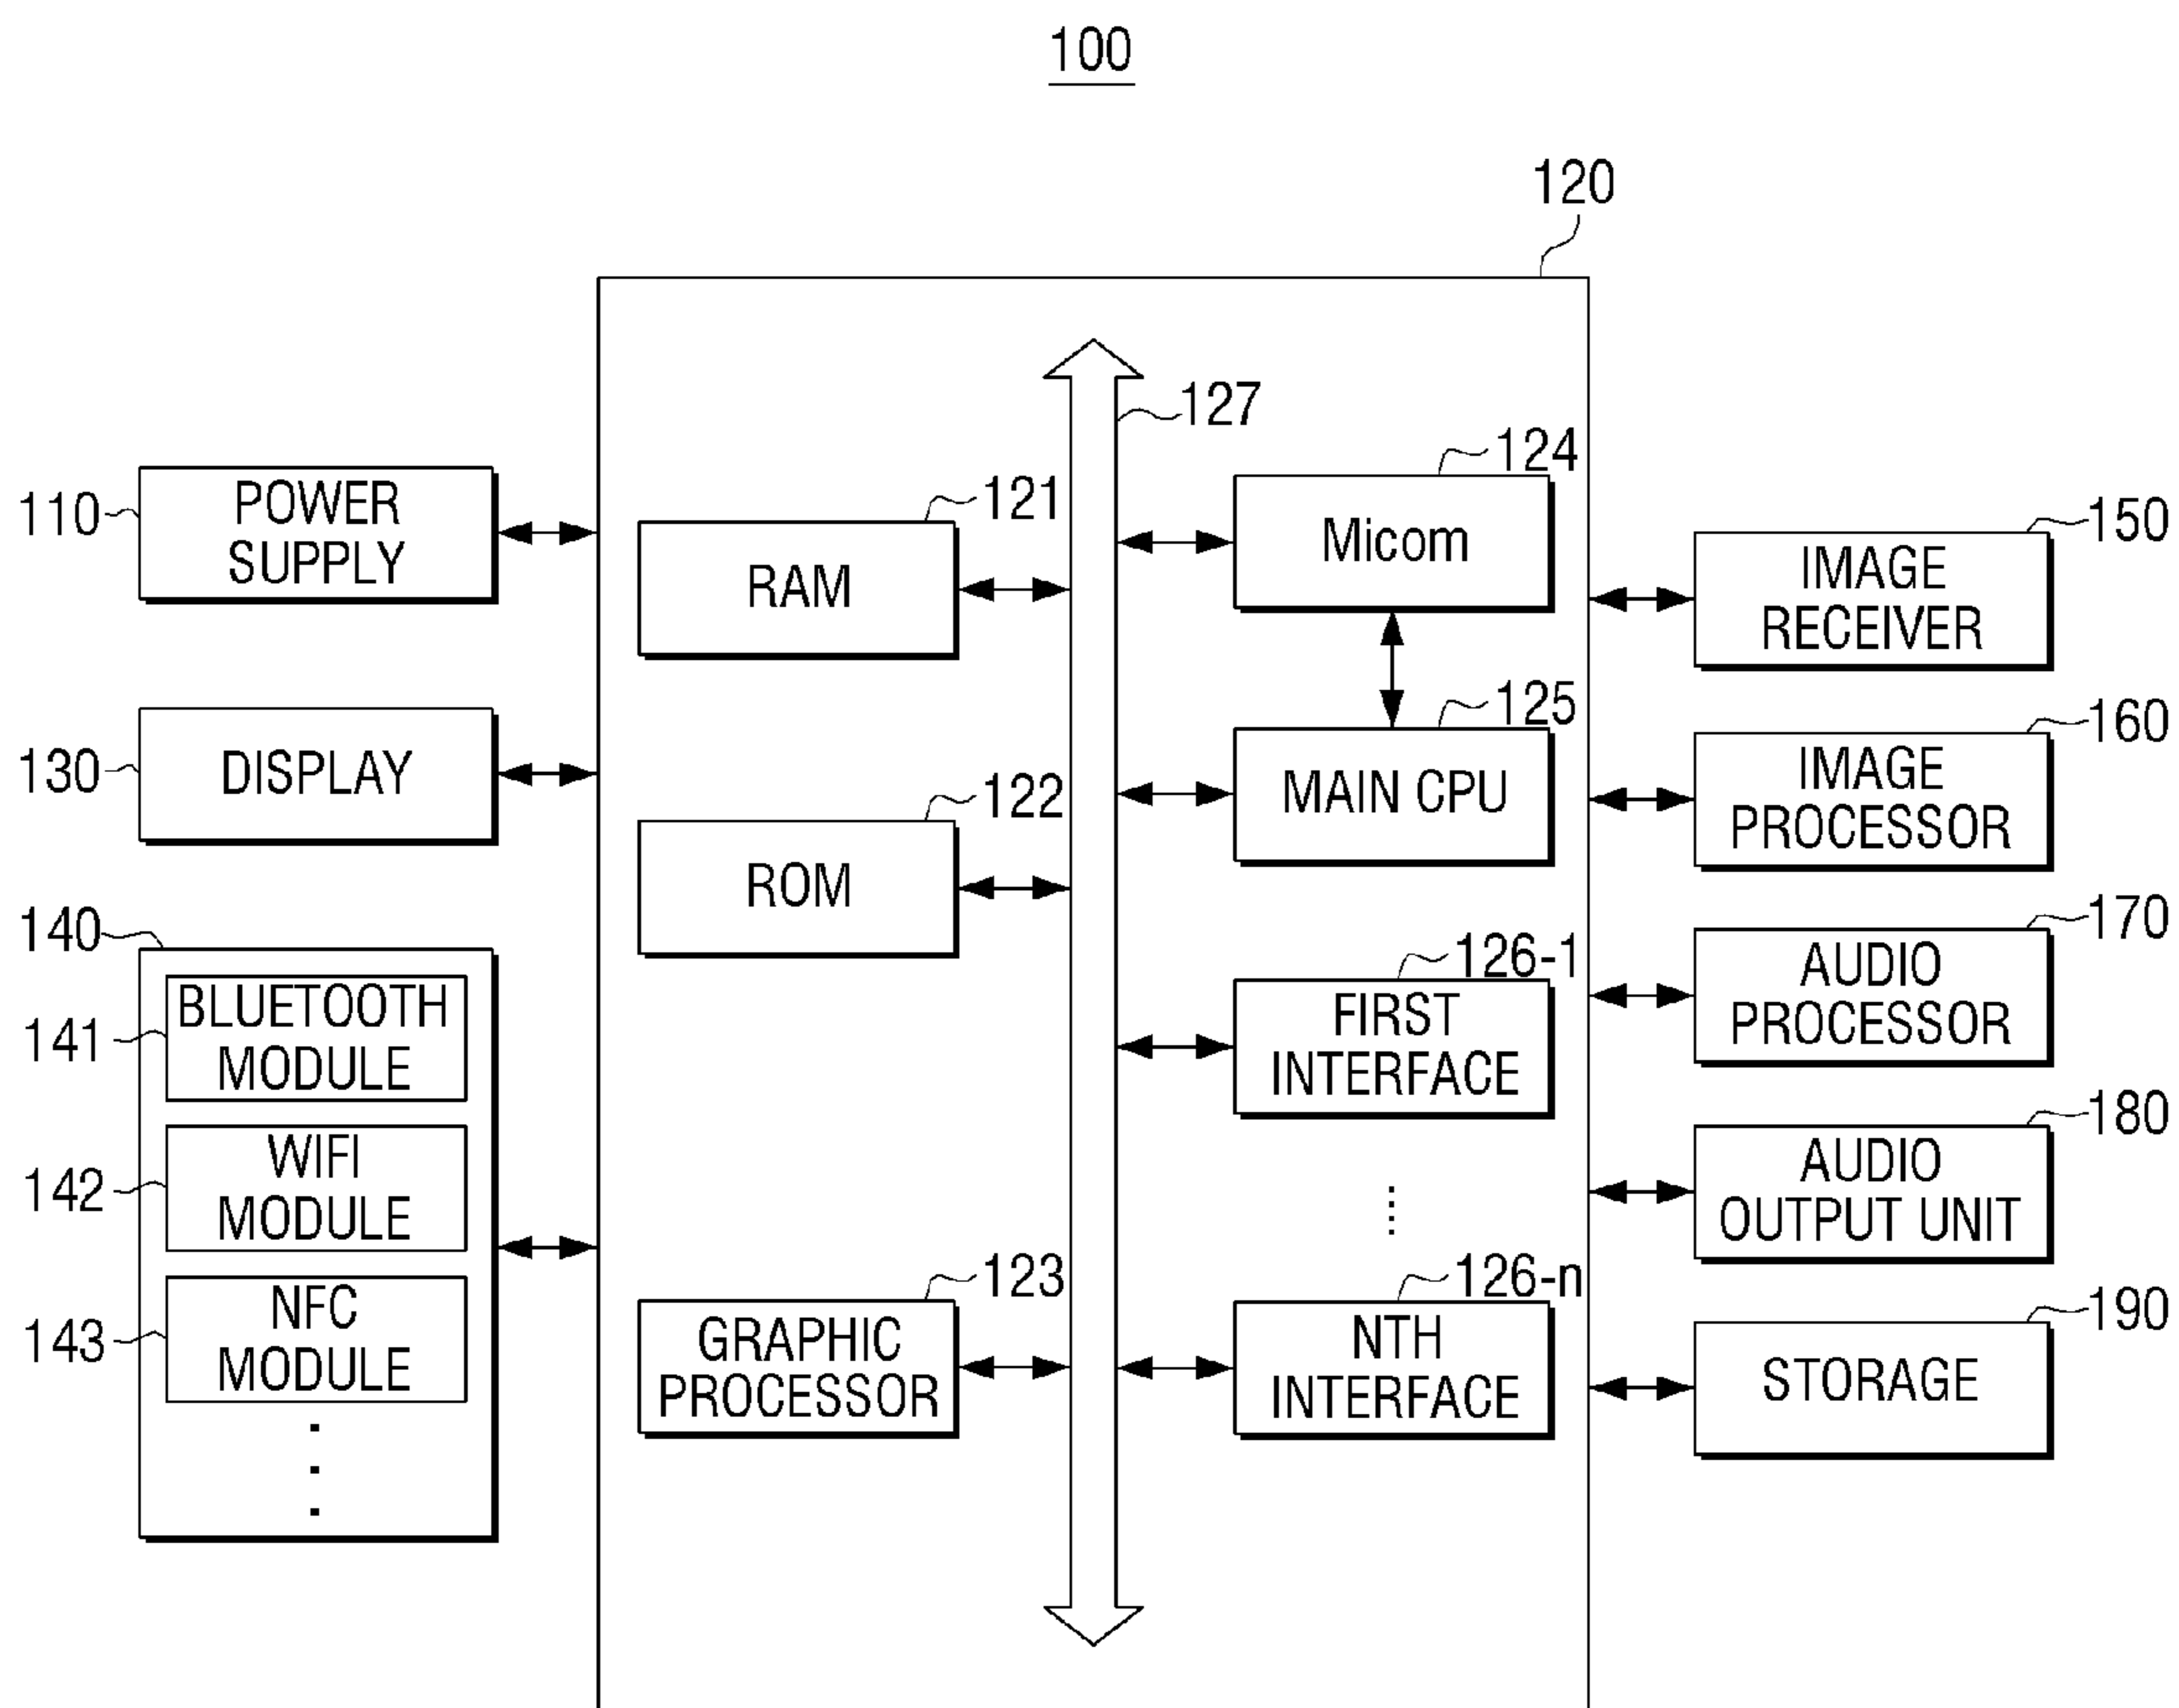 100
120
127
110
POWER
SUPPLY
130
DISPLAY
140
141
BLUETOOTH
MODULE
142
WIFI
MODULE
143
NFC
MODULE
121
RAM
122
ROM
123
GRAPHIC
PROCESSOR
124
Micom
125
MAIN CPU
126-1
FIRST
INTERFACE
126-n
NTH
INTERFACE
150
IMAGE
RECEIVER
160
IMAGE
PROCESSOR
170
AUDIO
PROCESSOR
180
AUDIO
OUTPUT UNIT
190
STORAGE